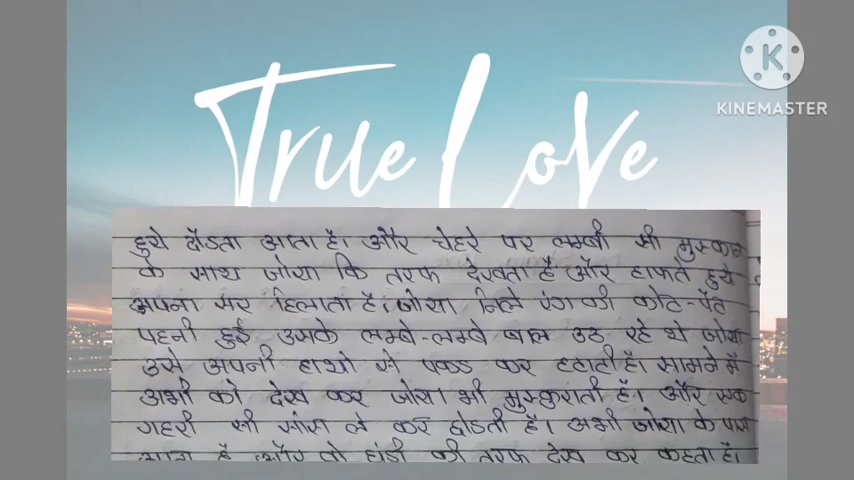 True Love
KINEMASTER
हुये दौडता आता है। और चेहरे पर लम्बी सी मुस्कान
के साथ जोया कि तरफ देखता है और हाफते हुये
अपना सर हिलाता है। जोया निले रंग की कोट-पेंट
पहनी हुई उसके लम्बे-लम्बे बाल उड रहे थे जोया
उसे अपनी हाथो से पकड कर हटाती है। सामने में
अभी को देख कर जोया भी मुस्कुराती है। और एक
गहरी सी सांस ले कर छोडती है। अभी जोया के पास
आता है और वो हांडी की तरफ देख कर कहता है।